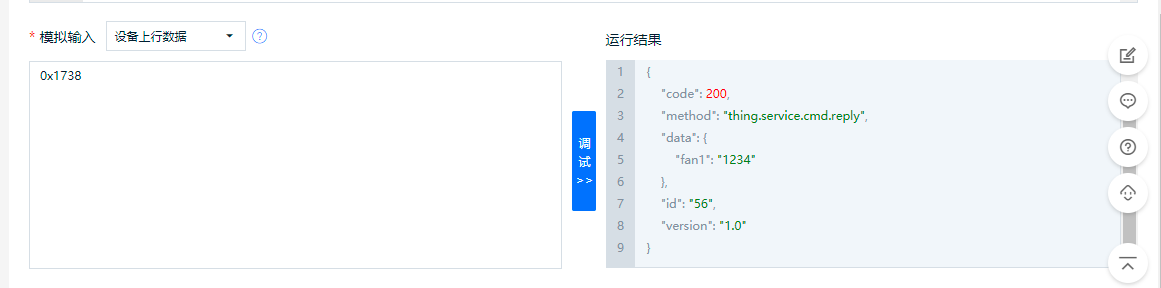 * 模拟输入
设备上行数据
?
运行结果
0x1738
调试
>>
1 {
2 "code": 200,
3 "method": "thing.service.cmd.reply",
4 "data": {
5 "fan1": "1234"
6 },
7 "id": "56",
8 "version": "1.0"
9 }